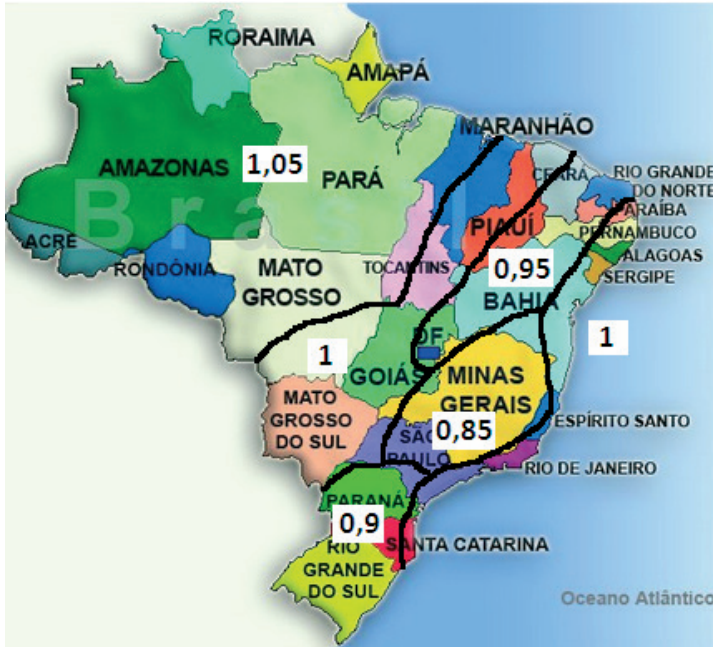 RORAIMA
AMAPÁ
MARANHÃO
AMAZONAS
1,05
PARÁ
CEARÁ
RIO GRANDE
DO NORTE
ARAÍBA
PERNAMBUCO
PIAUÍ
ALAGOAS
SERGIPE
Brasil
ACRE
RONDÔNIA
MATO
GROSSO
TOCANTINS
0,95
BAHIA
1
DF
GOIÁS
1
MINAS
GERAIS
MATO
GROSSO
DO SUL
SÃO
PAULO
0,85
ESPÍRITO SANTO
RIO DE JANEIRO
PARANÁ
0,9
SANTA CATARINA
RIO
GRANDE
DO SUL
Oceano Atlântico